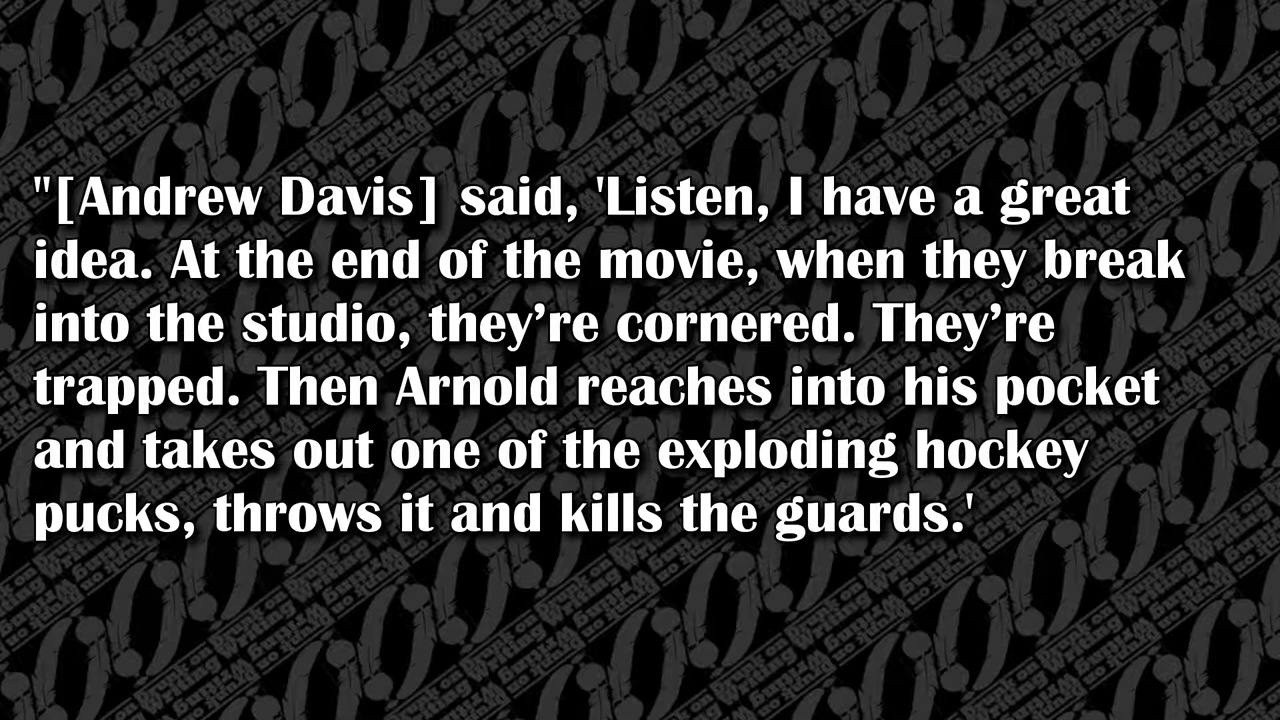 "[Andrew Davis] said, 'Listen, I have a great
idea. At the end of the movie, when they break
into the studio, they’re cornered. They’re
trapped. Then Arnold reaches into his pocket
and takes out one of the exploding hockey
pucks, throws it and kills the guards.'